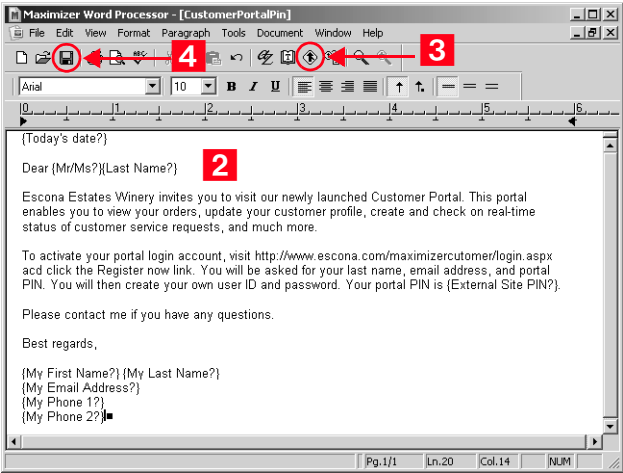 Maximizer Word Processor - [CustomerPortalPin]
File Edit View Format Paragraph Tools Document Window Help
4
3
Arial 10 B I U
0 1 2 3 4 5 6
{Today's date?}
Dear {Mr/Ms?}{Last Name?}
2
Escona Estates Winery invites you to visit our newly launched Customer Portal. This portal
enables you to view your orders, update your customer profile, create and check on real-time
status of customer service requests, and much more.
To activate your portal login account, visit http://www.escona.com/maximizercutomer/login.aspx
acd click the Register now link. You will be asked for your last name, email address, and portal
PIN. You will then create your own user ID and password. Your portal PIN is {External Site PIN?}.
Please contact me if you have any questions.
Best regards,
{My First Name?} {My Last Name?}
{My Email Address?}
{My Phone 1?}
{My Phone 2?}
Pg.1/1 Ln.20 Col.14 NUM